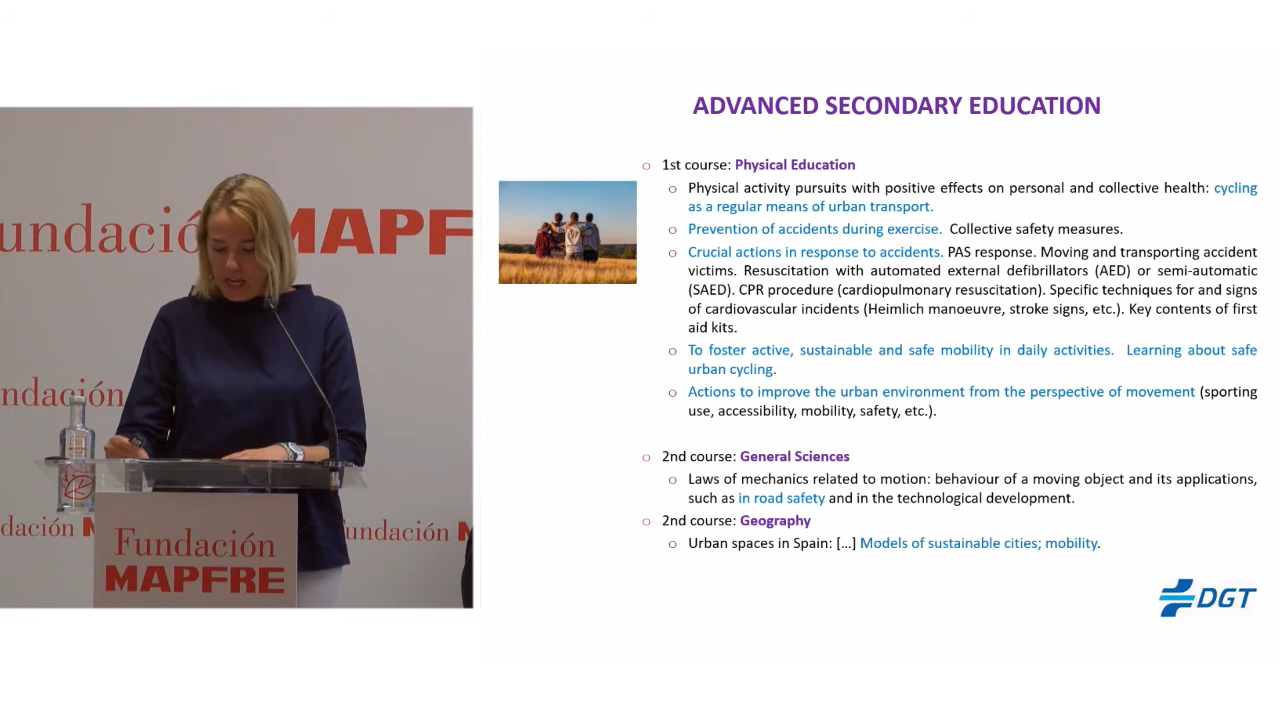 undació MAPF
ndación
dación M
undación M
Fundación
MAPFRE
ADVANCED SECONDARY EDUCATION
1st course: Physical Education
Physical activity pursuits with positive effects on personal and collective health: cycling
as a regular means of urban transport.
Prevention of accidents during exercise. Collective safety measures.
Crucial actions in response to accidents. PAS response. Moving and transporting accident
victims. Resuscitation with automated external defibrillators (AED) or semi-automatic
(SAED). CPR procedure (cardiopulmonary resuscitation). Specific techniques for and signs
of cardiovascular incidents (Heimlich manoeuvre, stroke signs, etc.). Key contents of first
aid kits.
To foster active, sustainable and safe mobility in daily activities. Learning about safe
urban cycling.
Actions to improve the urban environment from the perspective of movement (sporting
use, accessibility, mobility, safety, etc.).
2nd course: General Sciences
Laws of mechanics related to motion: behaviour of a moving object and its applications,
such as in road safety and in the technological development.
2nd course: Geography
Urban spaces in Spain: [...] Models of sustainable cities; mobility.
DGT